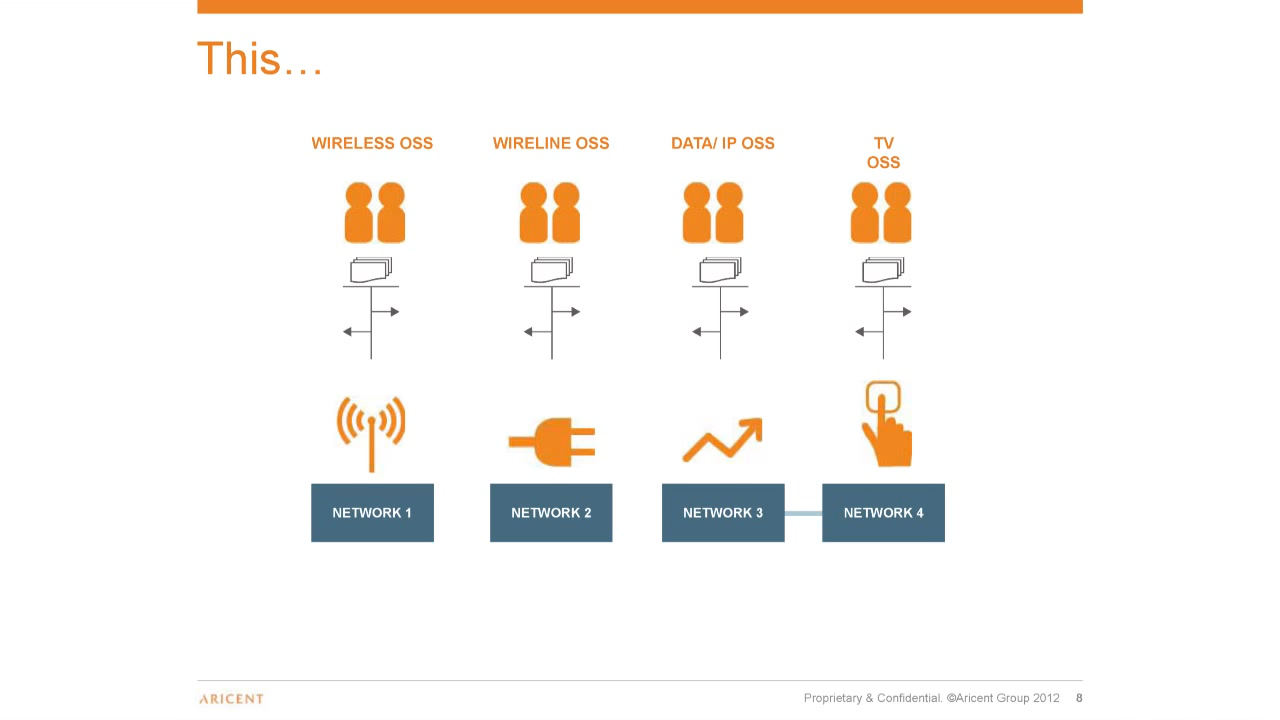 This…
WIRELESS OSS
WIRELINE OSS
DATA/ IP OSS
TV
OSS
NETWORK 1
NETWORK 2
NETWORK 3
NETWORK 4
ARICENT
Proprietary & Confidential. ©Aricent Group 2012 8